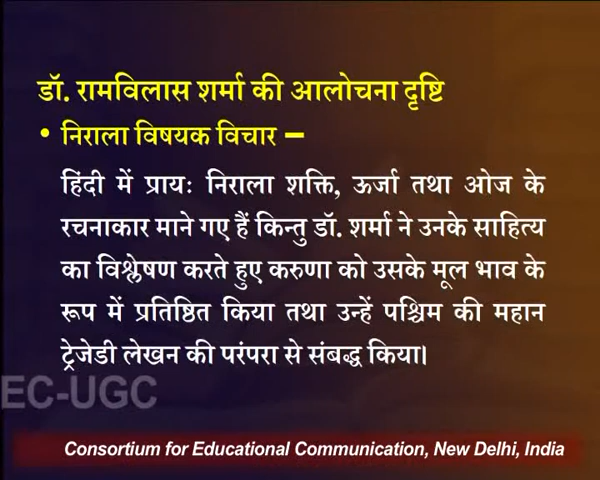 डॉ. रामविलास शर्मा की आलोचना दृष्टि
• निराला विषयक विचार –
हिंदी में प्रायः निराला शक्ति, ऊर्जा तथा ओज के
रचनाकार माने गए हैं किन्तु डॉ. शर्मा ने उनके साहित्य
का विश्लेषण करते हुए करुणा को उसके मूल भाव के
रूप में प्रतिष्ठित किया तथा उन्हें पश्चिम की महान
ट्रेजेडी लेखन की परंपरा से संबद्ध किया।
EC-UGC
Consortium for Educational Communication, New Delhi, India